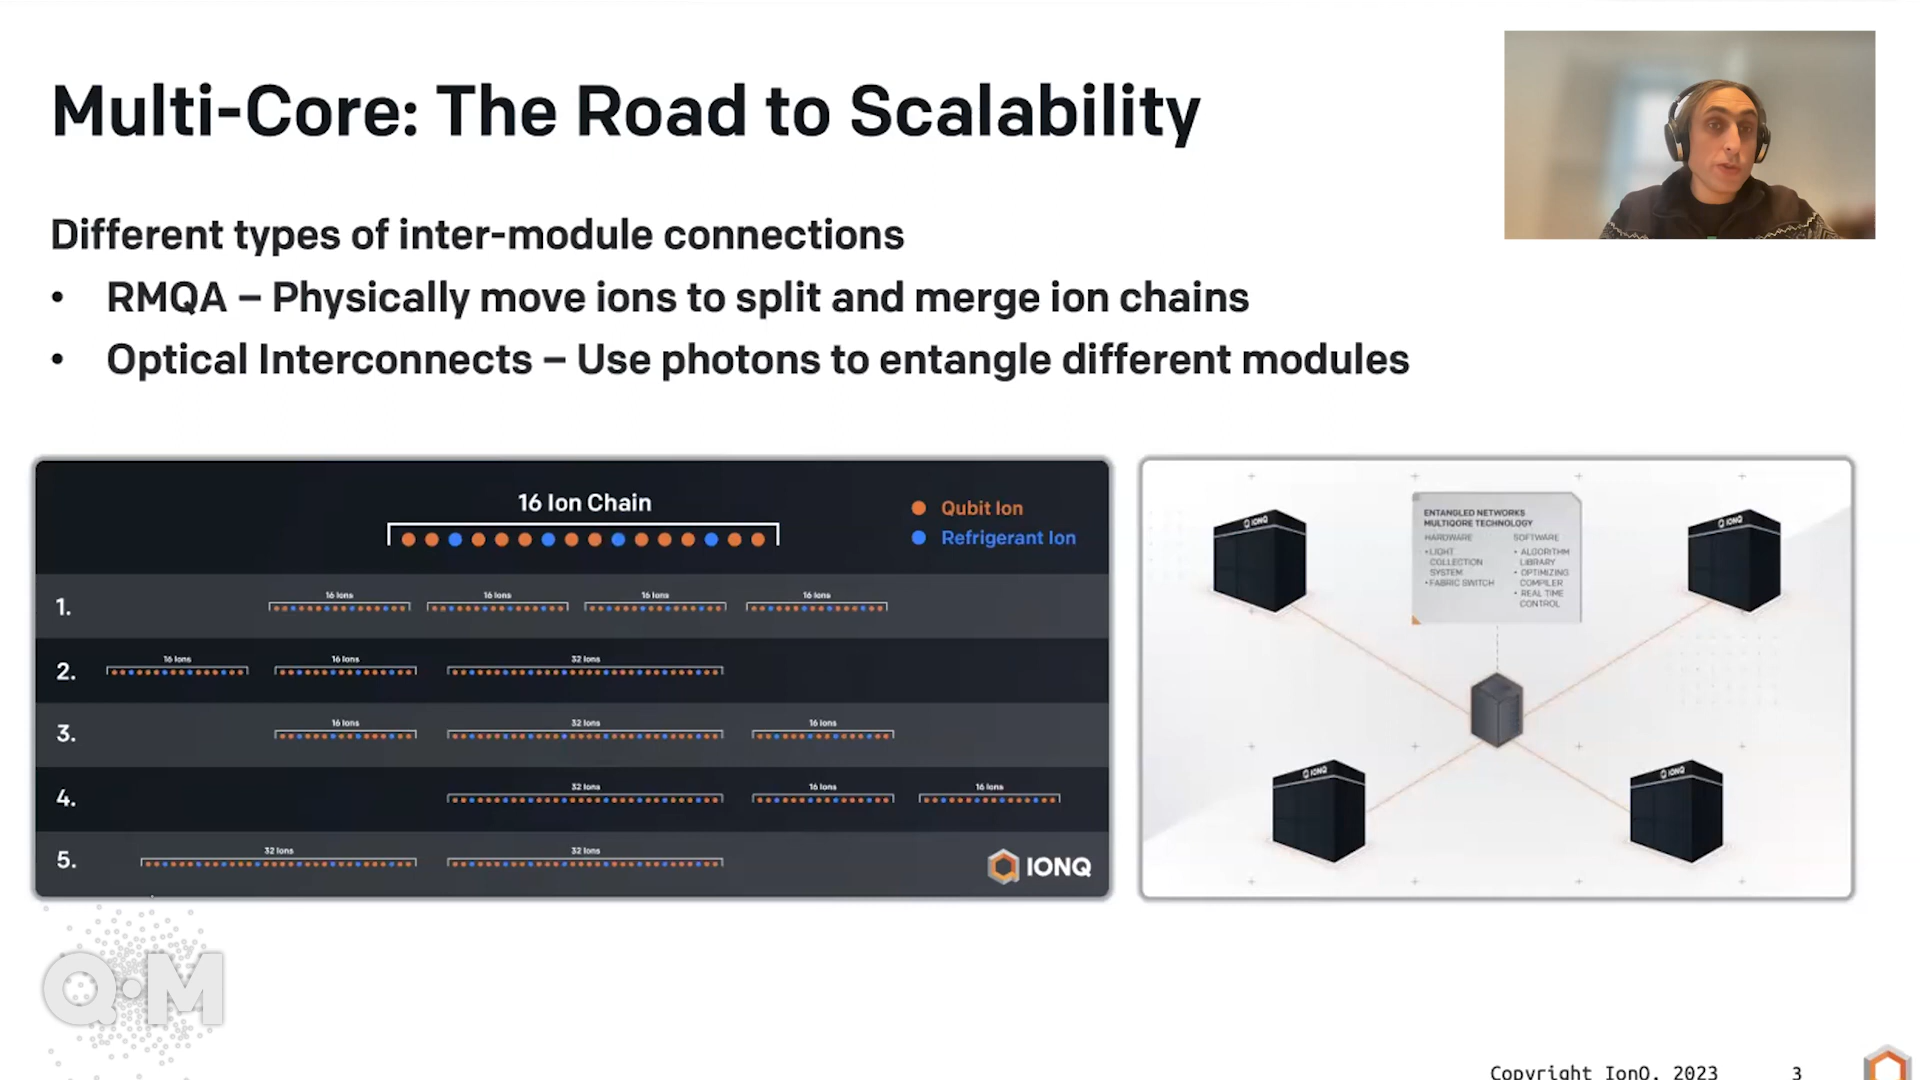 Multi-Core: The Road to Scalability
Different types of inter-module connections
• RMQA – Physically move ions to split and merge ion chains
• Optical Interconnects – Use photons to entangle different modules
16 Ion Chain
Qubit Ion
Refrigerant Ion
1.
16 Ions
16 Ions
16 Ions
16 Ions
2.
16 Ions
16 Ions
32 Ions
3.
16 Ions
32 Ions
16 Ions
4.
32 Ions
16 Ions
16 Ions
5.
32 Ions
32 Ions
IONQ
IONQ
IONQ
ENTANGLED NETWORKS
MULTIQORE TECHNOLOGY
HARDWARE
• LIGHT
COLLECTION
SYSTEM
• FABRIC SWITCH
SOFTWARE
• ALGORITHM
LIBRARY
• OPTIMIZING
COMPILER
• REAL TIME
CONTROL
IONQ
IONQ
Q·M
Copyright IonQ, 2023
3